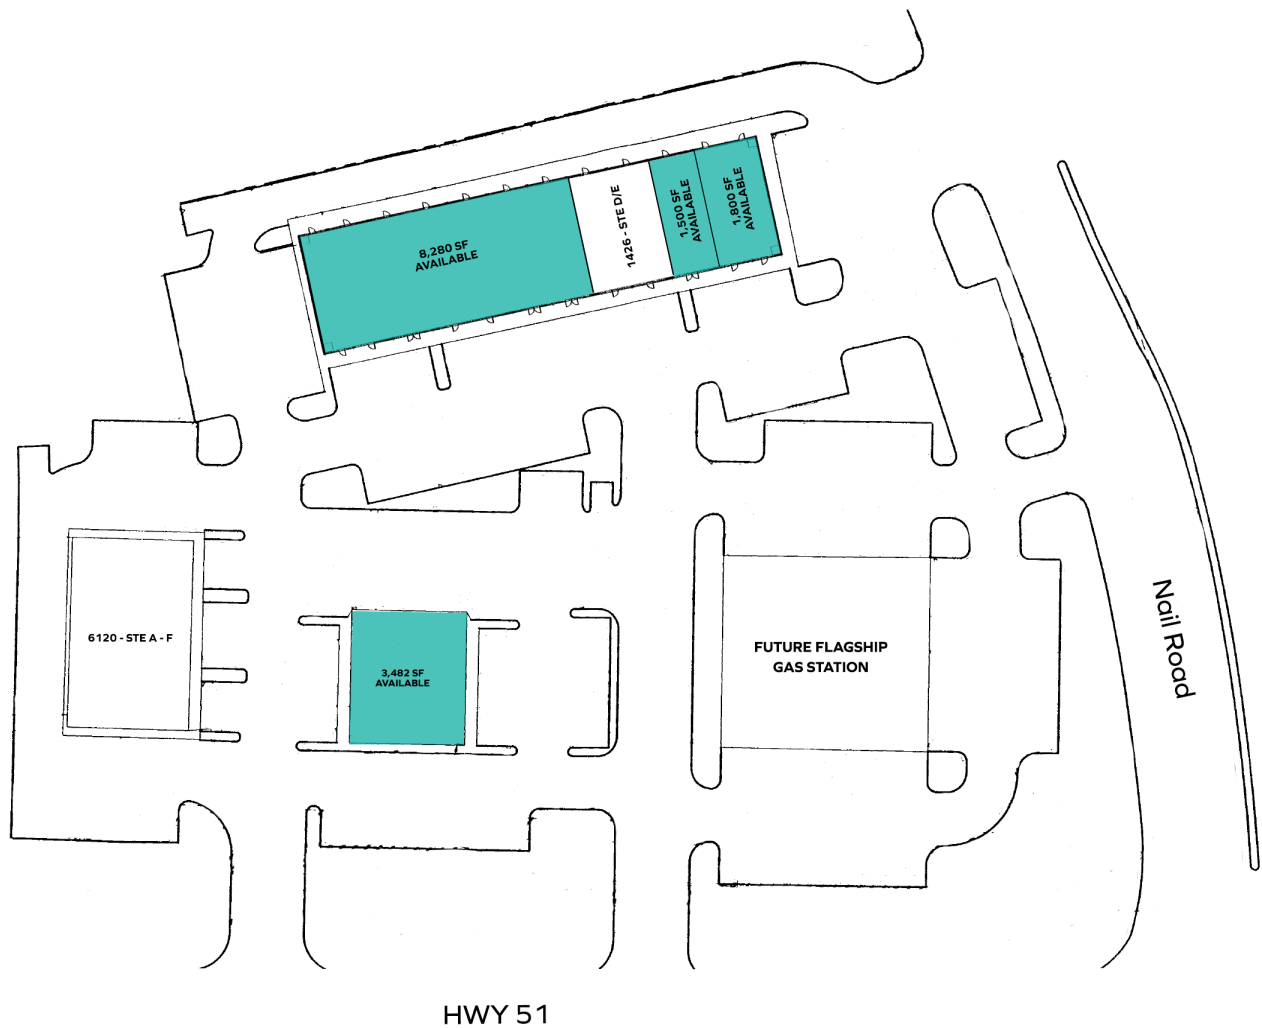 8,280 SF
AVAILABLE
1426 - STE D/E
1,500 SF
AVAILABLE
1,800 SF
AVAILABLE
6120 - STE A - F
3,482 SF
AVAILABLE
FUTURE FLAGSHIP
GAS STATION
Nail Road
HWY 51